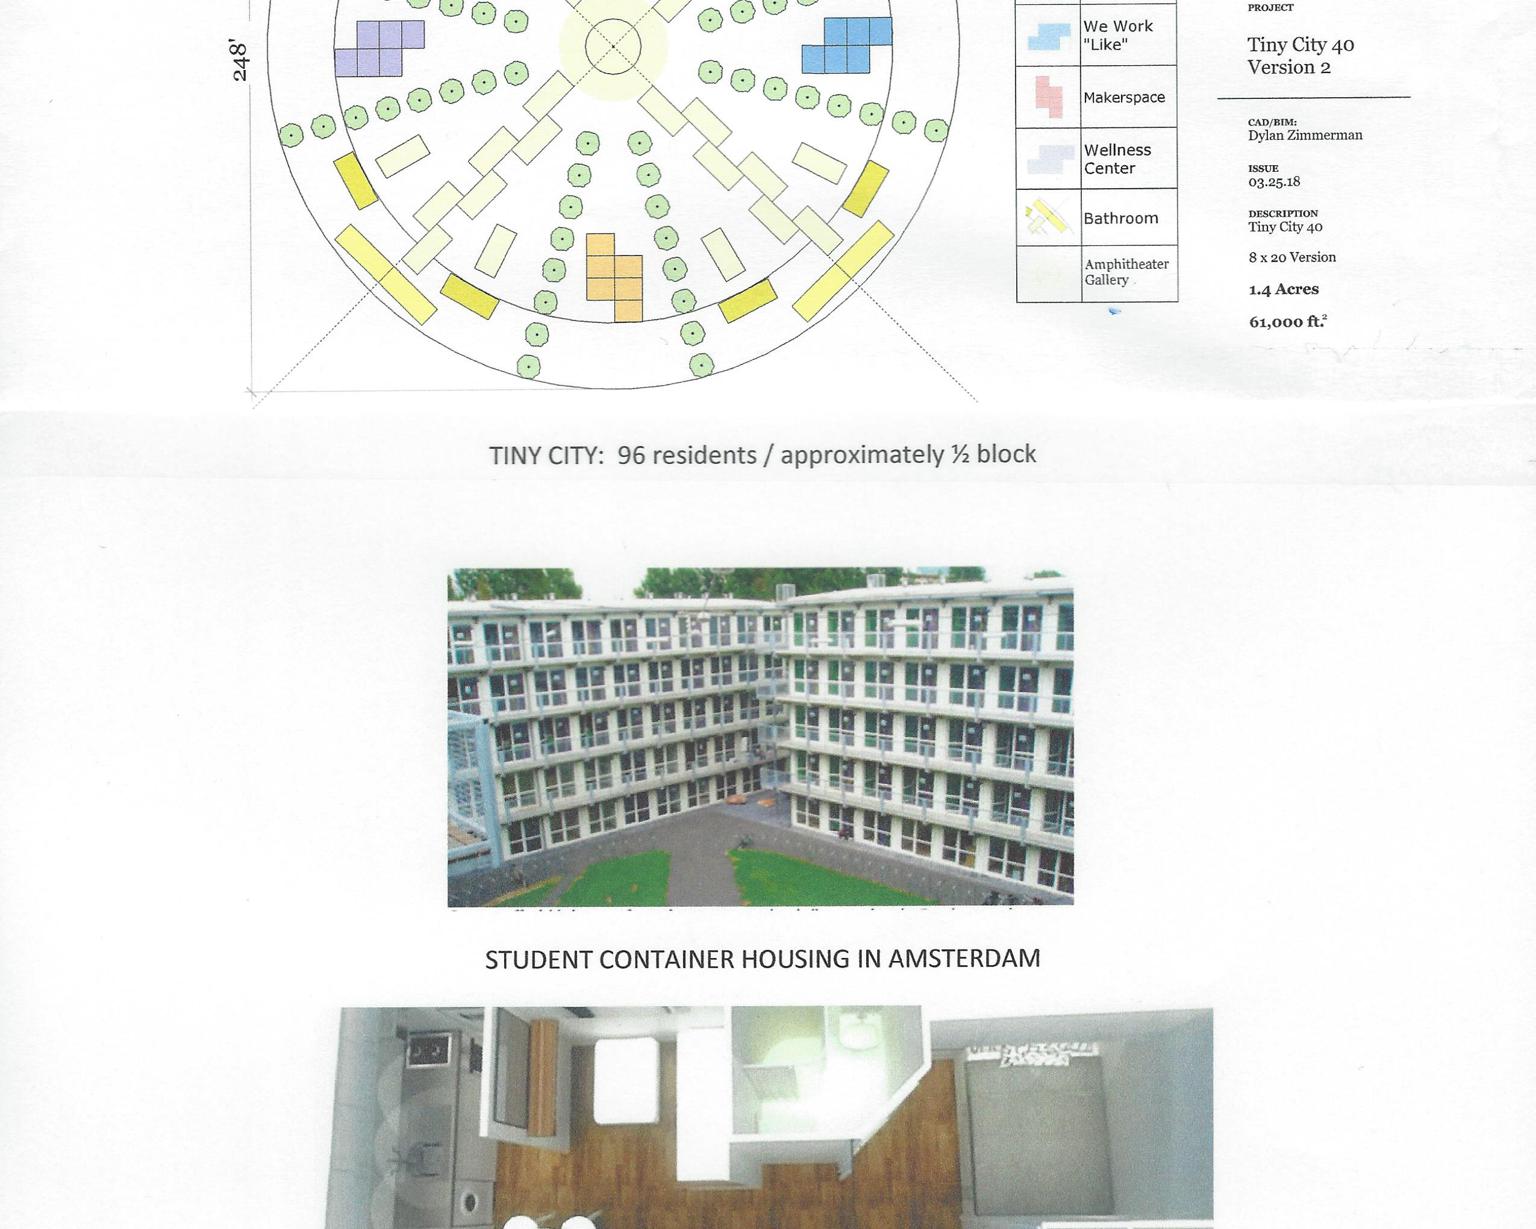 248'
We Work
"Like"
Makerspace
Wellness
Center
Bathroom
Amphitheater
Gallery
PROJECT
Tiny City 40
Version 2
CAD/BIM:
Dylan Zimmerman
ISSUE
03.25.18
DESCRIPTION
Tiny City 40
8 x 20 Version
1.4 Acres
61,000 ft.²
TINY CITY: 96 residents / approximately ½ block
STUDENT CONTAINER HOUSING IN AMSTERDAM